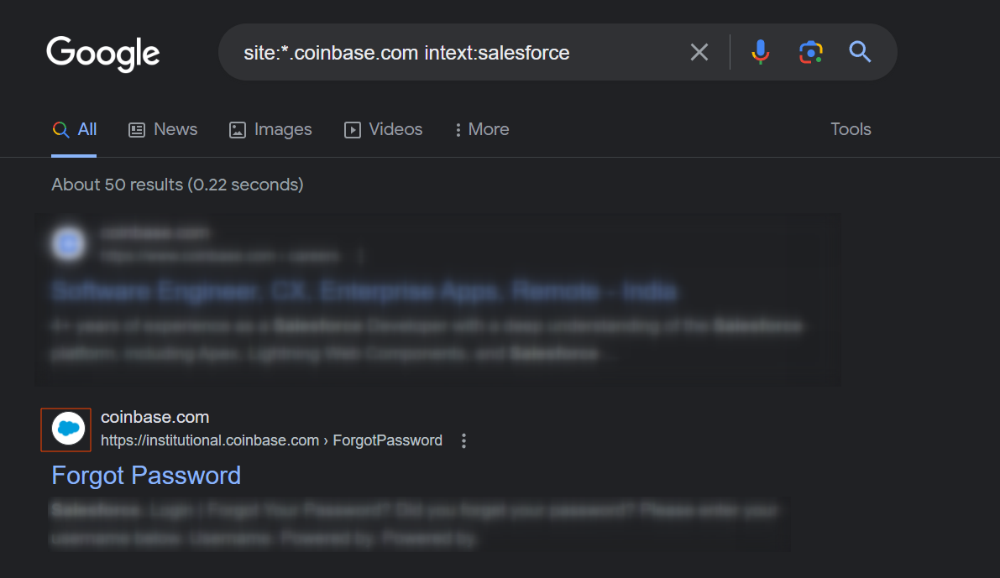 Google
site:*.coinbase.com intext:salesforce
All News Images Videos More Tools
About 50 results (0.22 seconds)
coinbase.com
https://www.coinbase.com › careers
Software Engineer, CX, Enterprise Apps, Remote - India
4+ years of experience as a Salesforce Developer with a deep understanding of the Salesforce
platform, including Apex, Lightning Web Components, and Salesforce ...
coinbase.com
https://institutional.coinbase.com › ForgotPassword
Forgot Password
Salesforce. Login | Forgot Your Password? Did you forget your password? Please enter your
username below. Username. Powered by. Powered by.